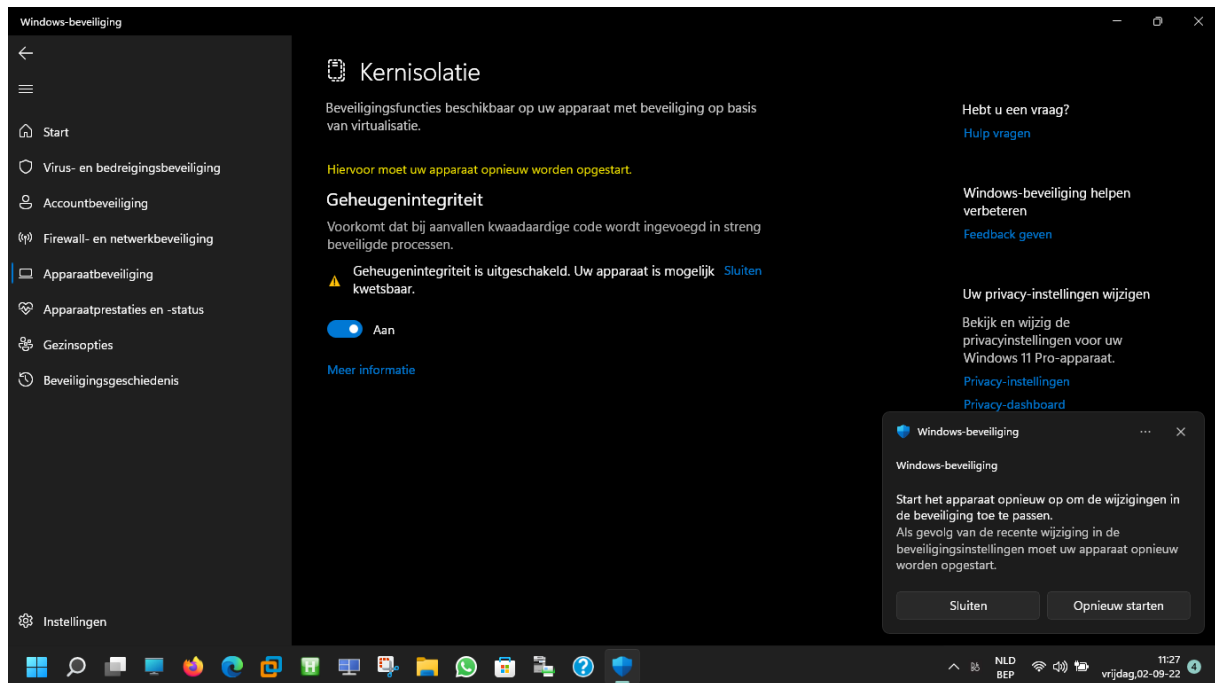 Windows-beveiliging
Start
Virus- en bedreigingsbeveiliging
Accountbeveiliging
Firewall- en netwerkbeveiliging
Apparaatbeveiliging
Apparaatprestaties en -status
Gezinsopties
Beveiligingsgeschiedenis
Instellingen
Kernisolatie
Beveiligingsfuncties beschikbaar op uw apparaat met beveiliging op basis
van virtualisatie.
Hiervoor moet uw apparaat opnieuw worden opgestart.
Geheugenintegriteit
Voorkomt dat bij aanvallen kwaadaardige code wordt ingevoegd in streng
beveiligde processen.
Geheugenintegriteit is uitgeschakeld. Uw apparaat is mogelijk Sluiten
kwetsbaar.
Aan
Meer informatie
Hebt u een vraag?
Hulp vragen
Windows-beveiliging helpen
verbeteren
Feedback geven
Uw privacy-instellingen wijzigen
Bekijk en wijzig de
privacyinstellingen voor uw
Windows 11 Pro-apparaat.
Privacy-instellingen
Privacy-dashboard
Windows-beveiliging
Windows-beveiliging
Start het apparaat opnieuw op om de wijzigingen in
de beveiliging toe te passen.
Als gevolg van de recente wijziging in de
beveiligingsinstellingen moet uw apparaat opnieuw
worden opgestart.
Sluiten
Opnieuw starten
H
NLD
BEP
11:27
vrijdag,02-09-22
4